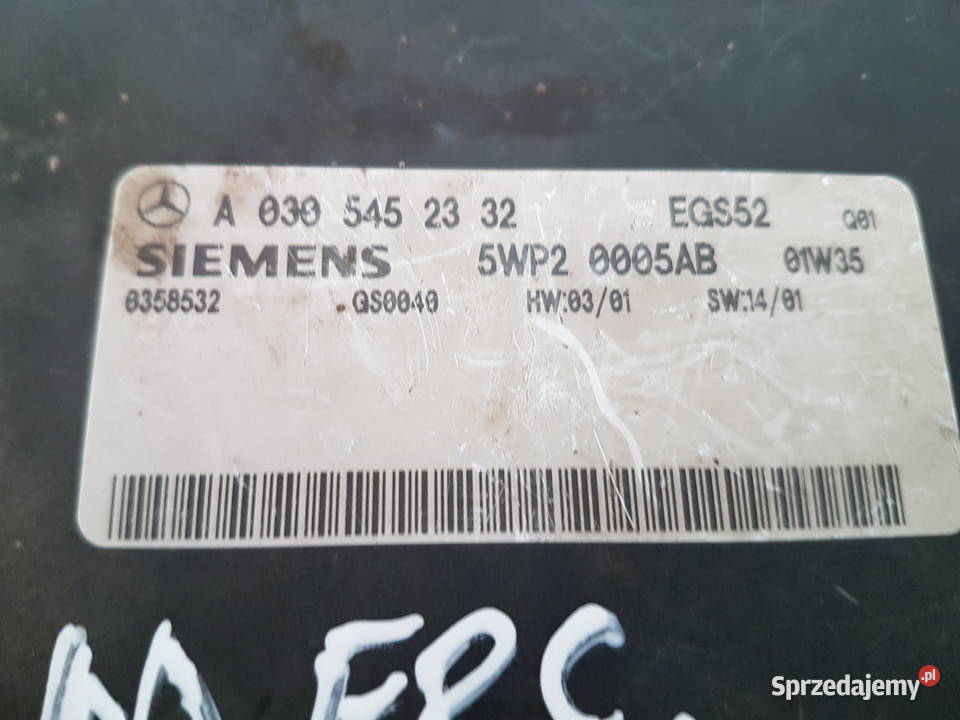 A 030 545 23 32 EGS52 Q01
SIEMENS 5WP2 0005AB 01W35
0358532 QS0040 HW:03/01 SW:14/01
Sprzedajemy.pl